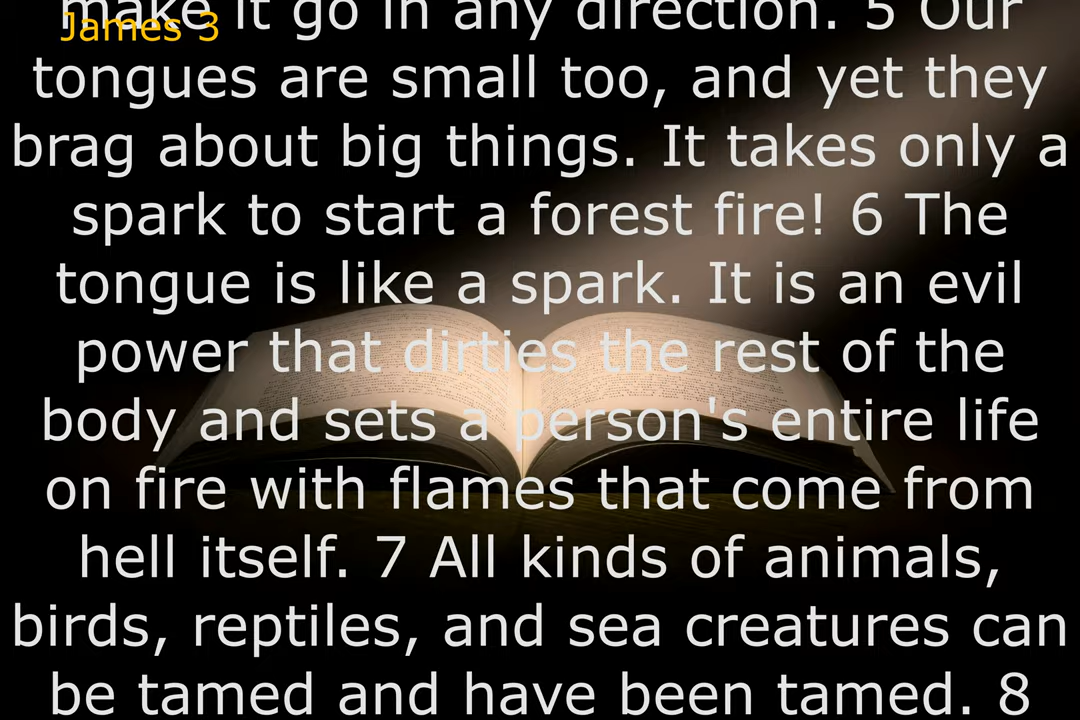 James 3
make it go in any direction. 5 Our
tongues are small too, and yet they
brag about big things. It takes only a
spark to start a forest fire! 6 The
tongue is like a spark. It is an evil
power that dirties the rest of the
body and sets a person's entire life
on fire with flames that come from
hell itself. 7 All kinds of animals,
birds, reptiles, and sea creatures can
be tamed and have been tamed. 8